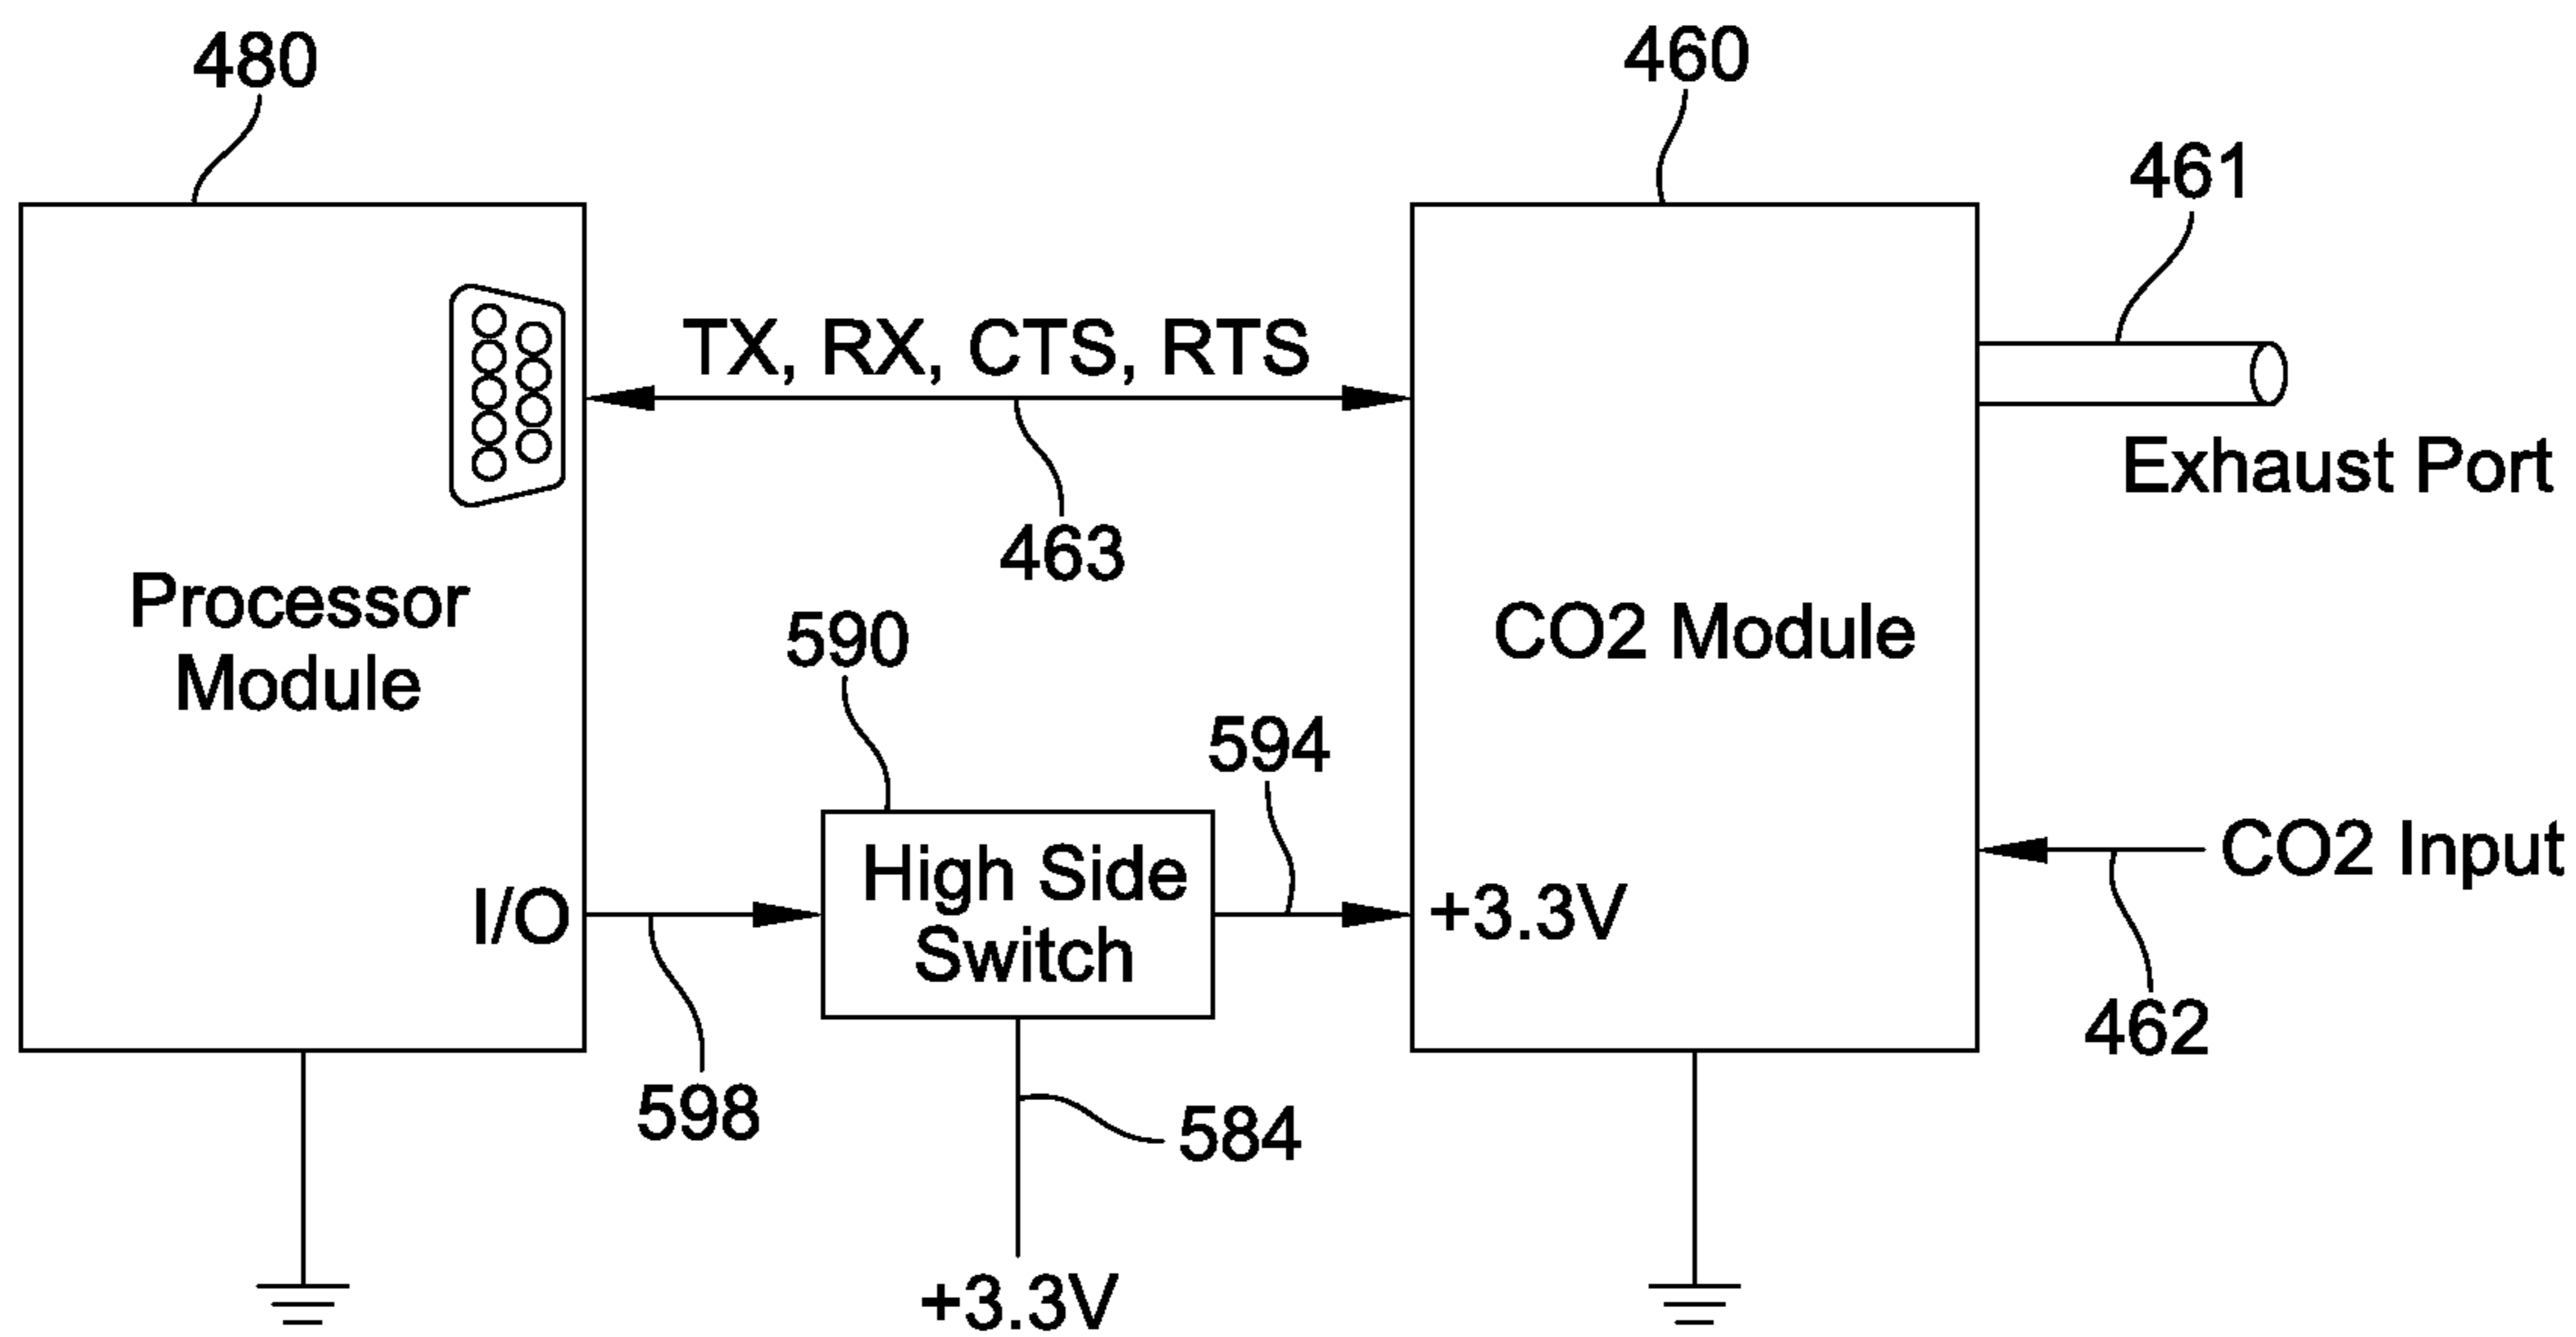 480
460
461
TX, RX, CTS, RTS
Exhaust Port
463
Processor
Module
590
CO2 Module
594
High Side
Switch
CO2 Input
I/O
+3.3V
462
598
584
+3.3V